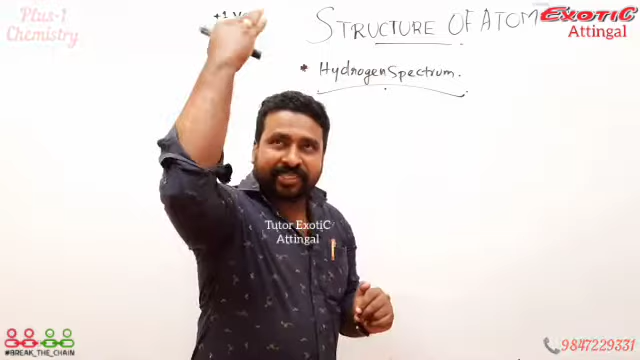 Plus-1
Chemistry
STRUCTURE OF ATOM
EXOTIC
Attingal
* Hydrogen Spectrum.
Tutor ExotiC
Attingal
#BREAK_THE_CHAIN
9847229331